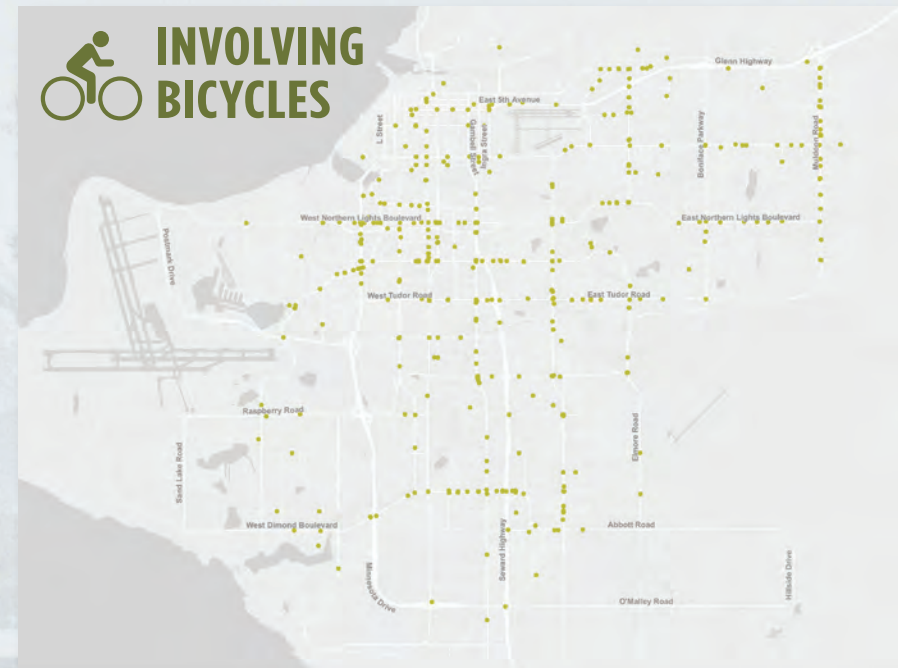 INVOLVING
BICYCLES
Glenn Highway
East 5th Avenue
L Street
Gambell Street
Ingra Street
Boniface Parkway
Muldoon Road
West Northern Lights Boulevard
East Northern Lights Boulevard
Postmark Drive
West Tudor Road
East Tudor Road
Raspberry Road
Elmore Road
Sand Lake Road
West Dimond Boulevard
Seward Highway
Abbott Road
Minnesota Drive
Hillside Drive
O'Malley Road